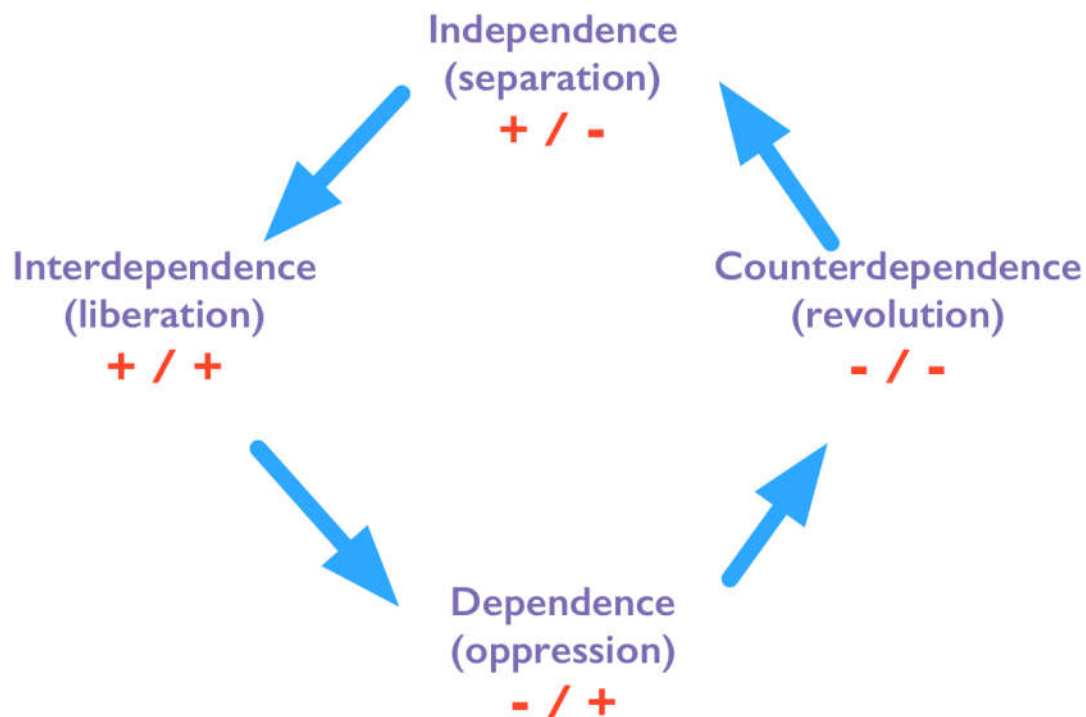 Independence
(separation)
+ / -
Interdependence
(liberation)
+ / +
Counterdependence
(revolution)
- / -
Dependence
(oppression)
- / +